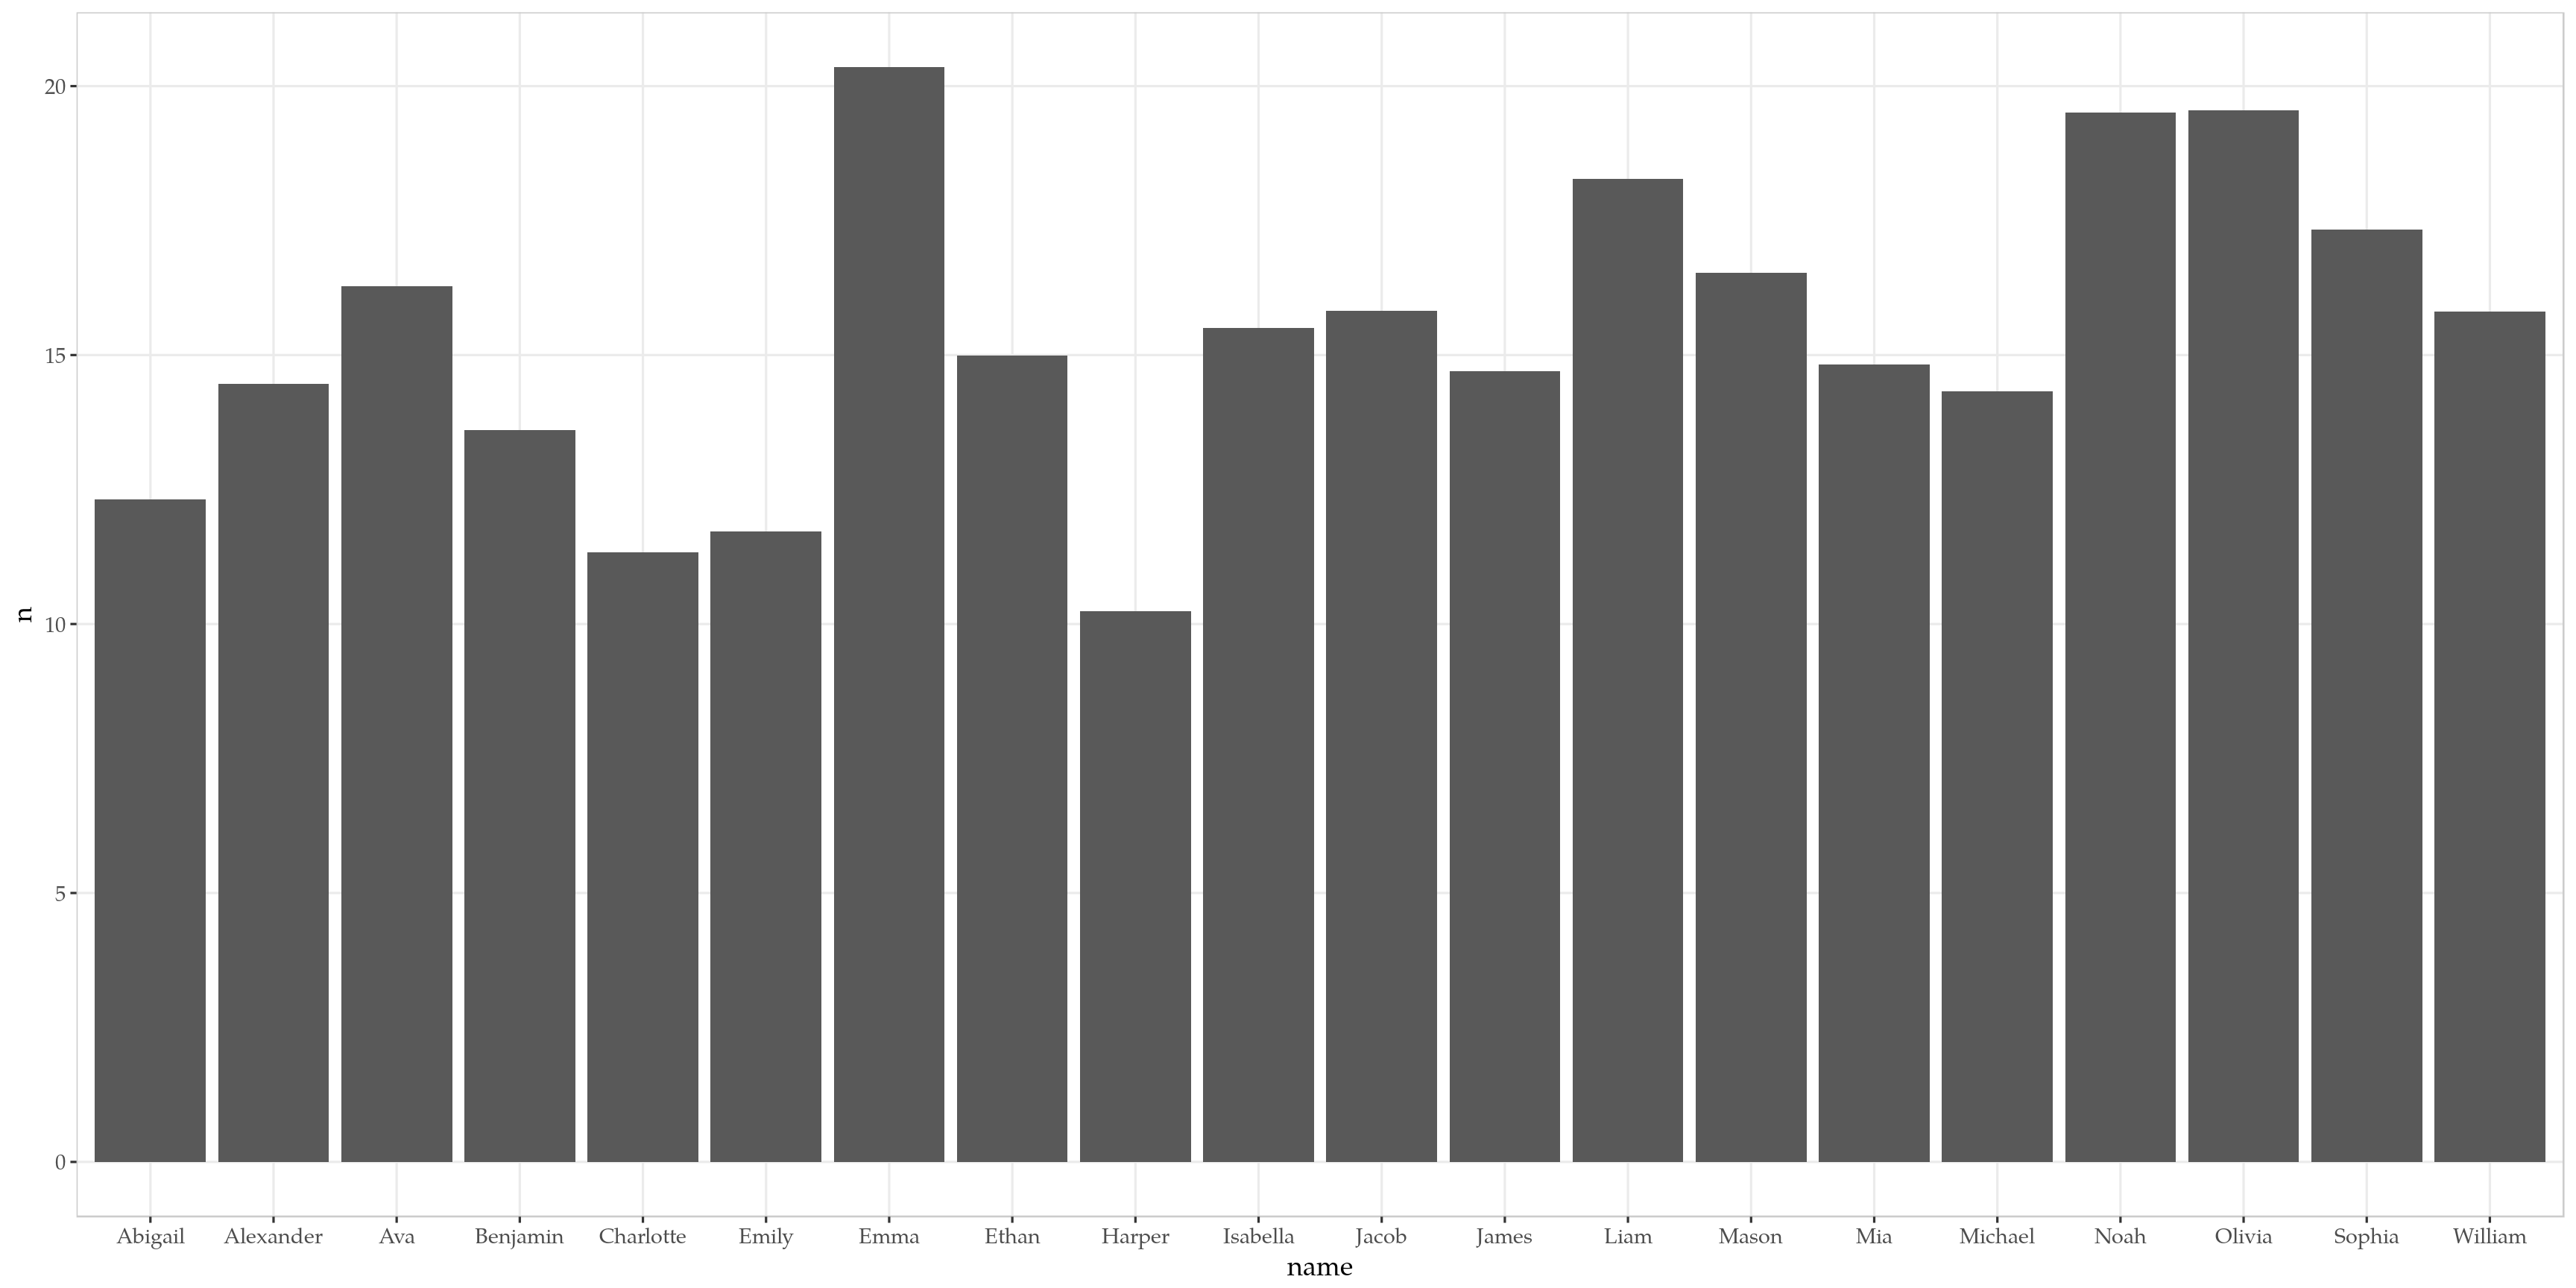 n
20
15
10
5
0
Abigail Alexander Ava Benjamin Charlotte Emily Emma Ethan Harper Isabella Jacob James Liam Mason Mia Michael Noah Olivia Sophia William
name